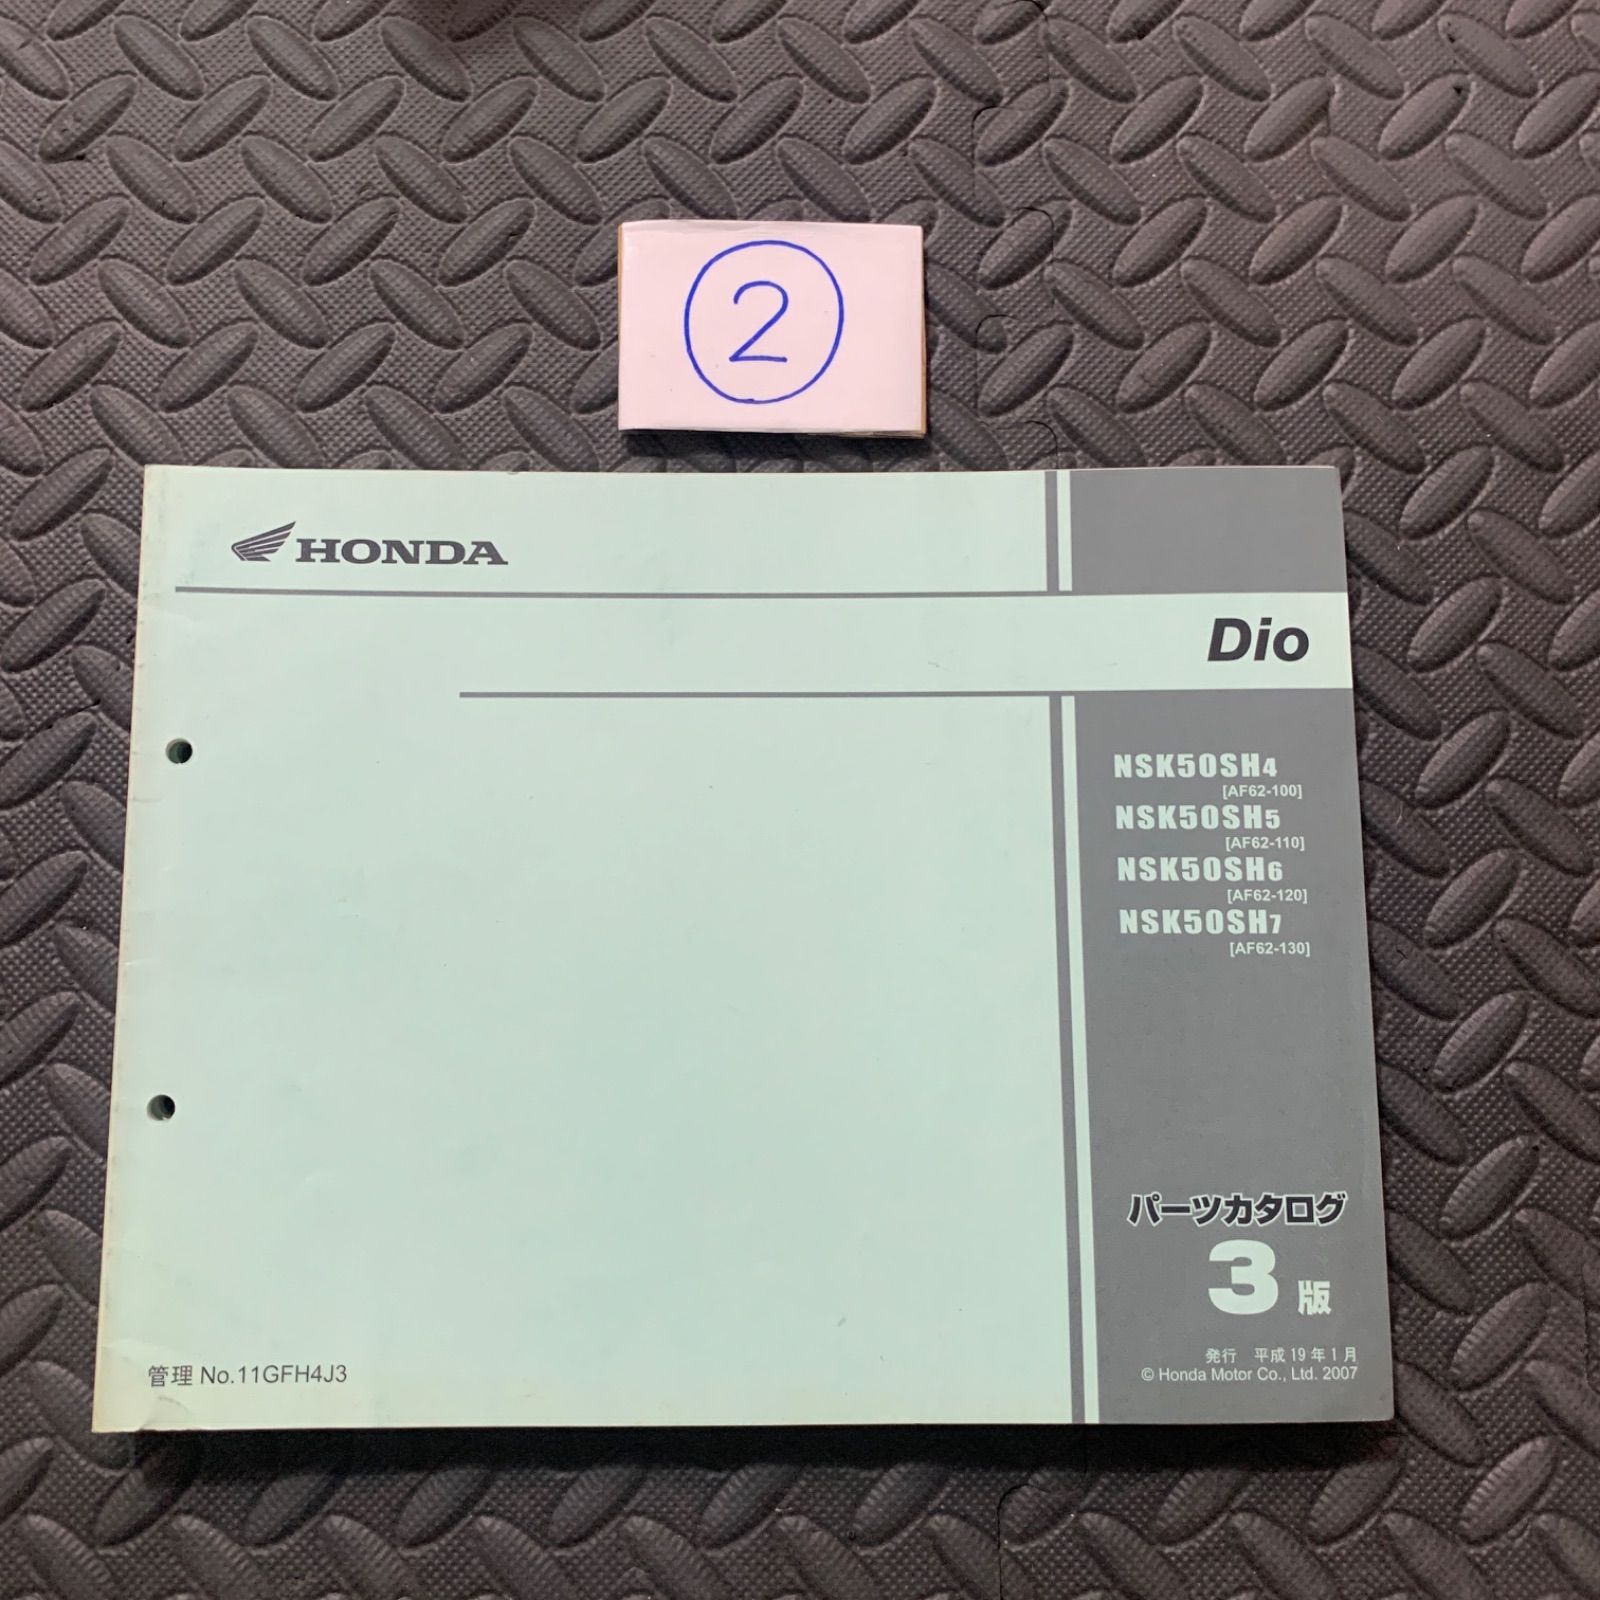 ②
HONDA
Dio
NSK50SH4
[AF62-100]
NSK50SH5
[AF62-110]
NSK50SH6
[AF62-120]
NSK50SH7
[AF62-130]
パーツカタログ
3版
管理 No.11GFH4J3
発行 平成19年1月
© Honda Motor Co., Ltd. 2007